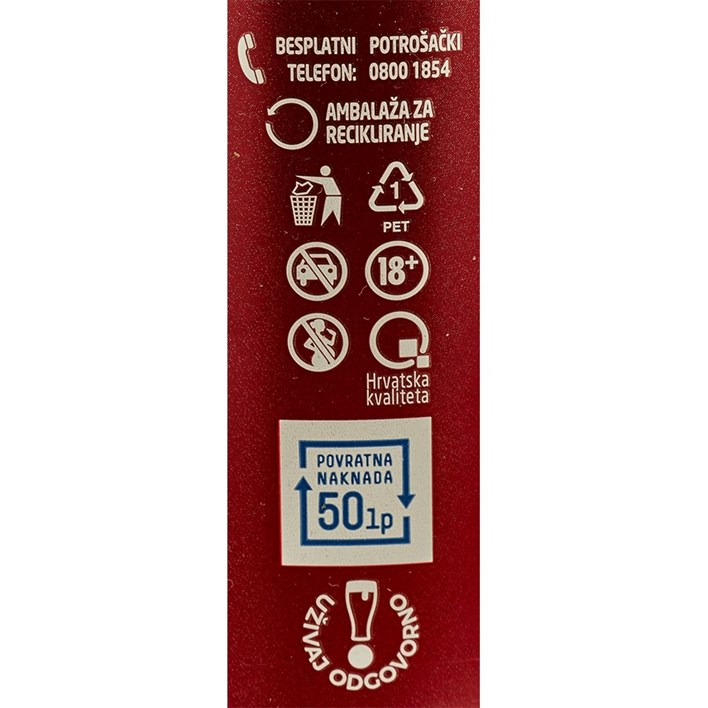 BESPLATNI POTROŠAČKI
TELEFON: 0800 1854
AMBALAŽA ZA
RECIKLIRANJE
1
PET
18+
Hrvatska
kvaliteta
POVRATNA
NAKNADA
50lp
UŽIVAJ ODGOVORNO